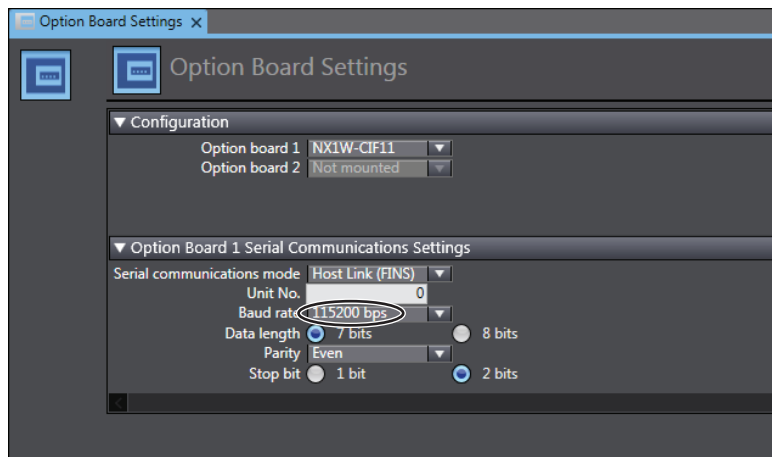 Option Board Settings
Option Board Settings
Configuration
Option board 1 NX1W-CIF11
Option board 2 Not mounted
Option Board 1 Serial Communications Settings
Serial communications mode Host Link (FINS)
Unit No. 0
Baud rate 115200 bps
Data length 7 bits 8 bits
Parity Even
Stop bit 1 bit 2 bits